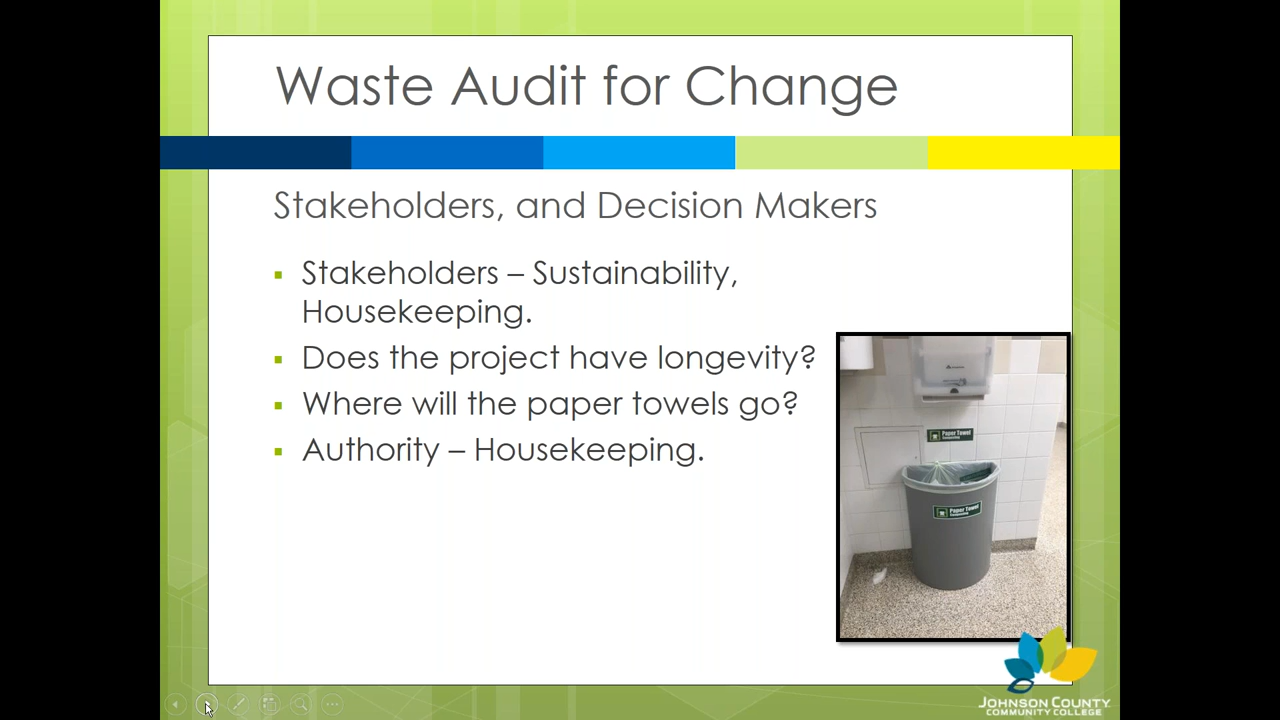 Waste Audit for Change
Stakeholders, and Decision Makers
▪ Stakeholders – Sustainability,
Housekeeping.
▪ Does the project have longevity?
▪ Where will the paper towels go?
▪ Authority – Housekeeping.
Paper Towel
Paper Towel
JOHNSON COUNTY
COMMUNITY COLLEGE